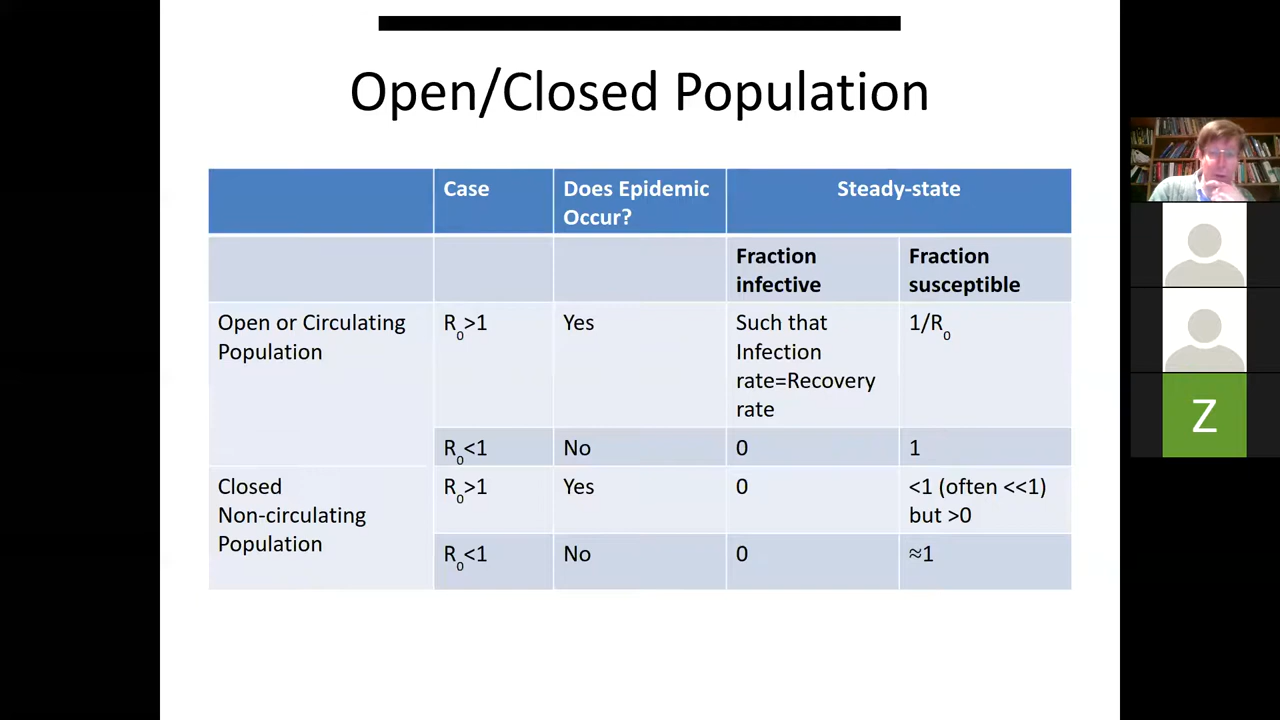 Open/Closed Population
Case
Does Epidemic
Occur?
Steady-state
Fraction
infective
Fraction
susceptible
Open or Circulating
Population
R0>1
Yes
Such that
Infection
rate=Recovery
rate
1/R0
R0<1
No
0
1
Closed
Non-circulating
Population
R0>1
Yes
0
<1 (often <<1)
but >0
R0<1
No
0
≈1
Z